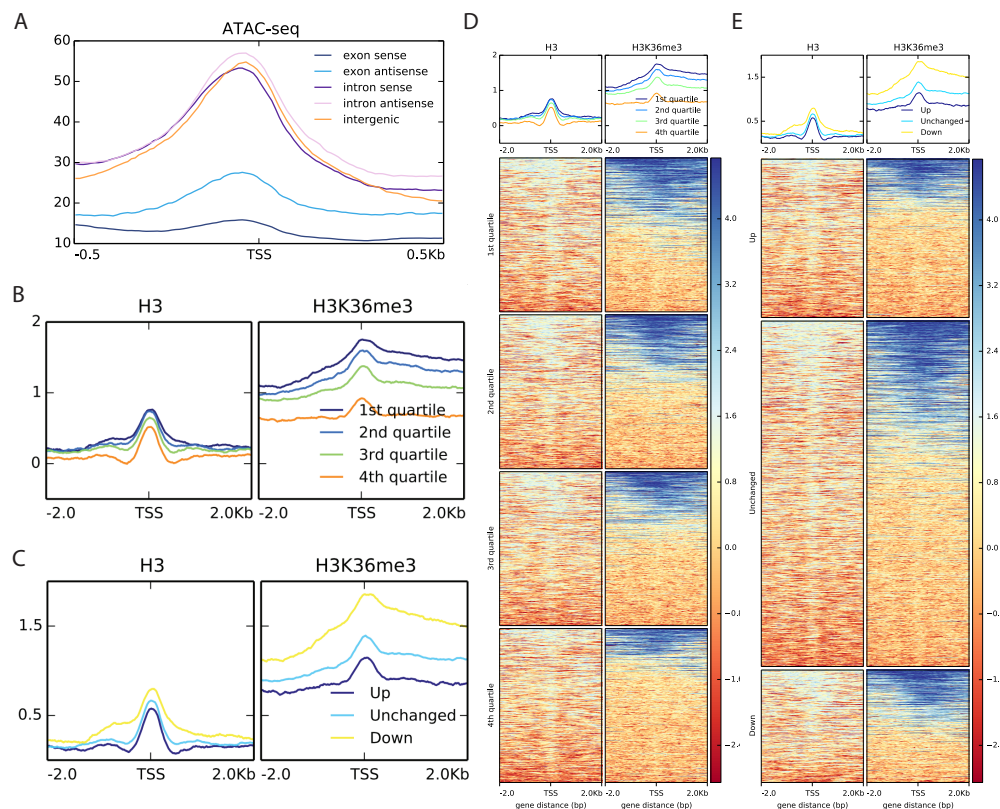 A
ATAC-seq
60
50
40
30
20
10
exon sense
exon antisense
intron sense
intron antisense
intergenic
-0.5
TSS
0.5Kb
B
H3
H3K36me3
2
1
0
1st quartile
2nd quartile
3rd quartile
4th quartile
-2.0
TSS
2.0Kb
-2.0
TSS
2.0Kb
C
H3
H3K36me3
1.5
0.5
Up
Unchanged
Down
-2.0
TSS
2.0Kb
-2.0
TSS
2.0Kb
D
H3
H3K36me3
2
1
0
1st quartile
2nd quartile
3rd quartile
4th quartile
-2.0
TSS
2.0Kb
-2.0
TSS
2.0Kb
1st quartile
2nd quartile
3rd quartile
4th quartile
4.0
3.2
2.4
1.6
0.8
0.0
−0.8
−1.6
−2.4
-2.0
TSS
2.0Kb
-2.0
TSS
2.0Kb
gene distance (bp)
gene distance (bp)
E
H3
H3K36me3
1.5
0.5
Up
Unchanged
Down
-2.0
TSS
2.0Kb
-2.0
TSS
2.0Kb
Up
Unchanged
Down
4.0
3.2
2.4
1.6
0.8
0.0
−0.
−1.
−2.
-2.0
TSS
2.0Kb
-2.0
TSS
2.0Kb
gene distance (bp)
gene distance (bp)